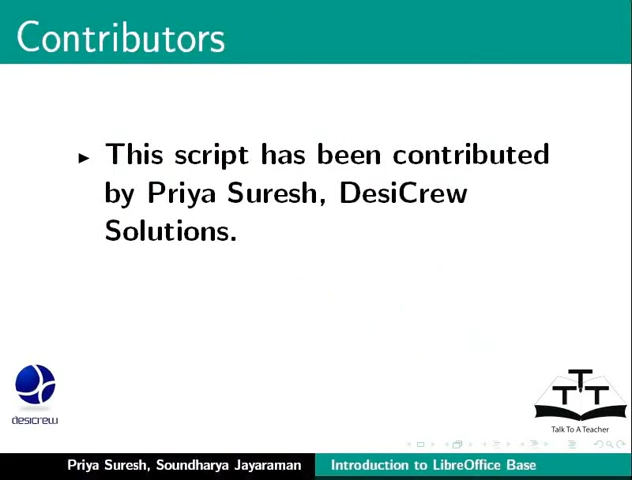 Contributors
This script has been contributed
by Priya Suresh, DesiCrew
Solutions.
desicrew
TTT
Talk To A Teacher
Priya Suresh, Soundharya Jayaraman
Introduction to LibreOffice Base